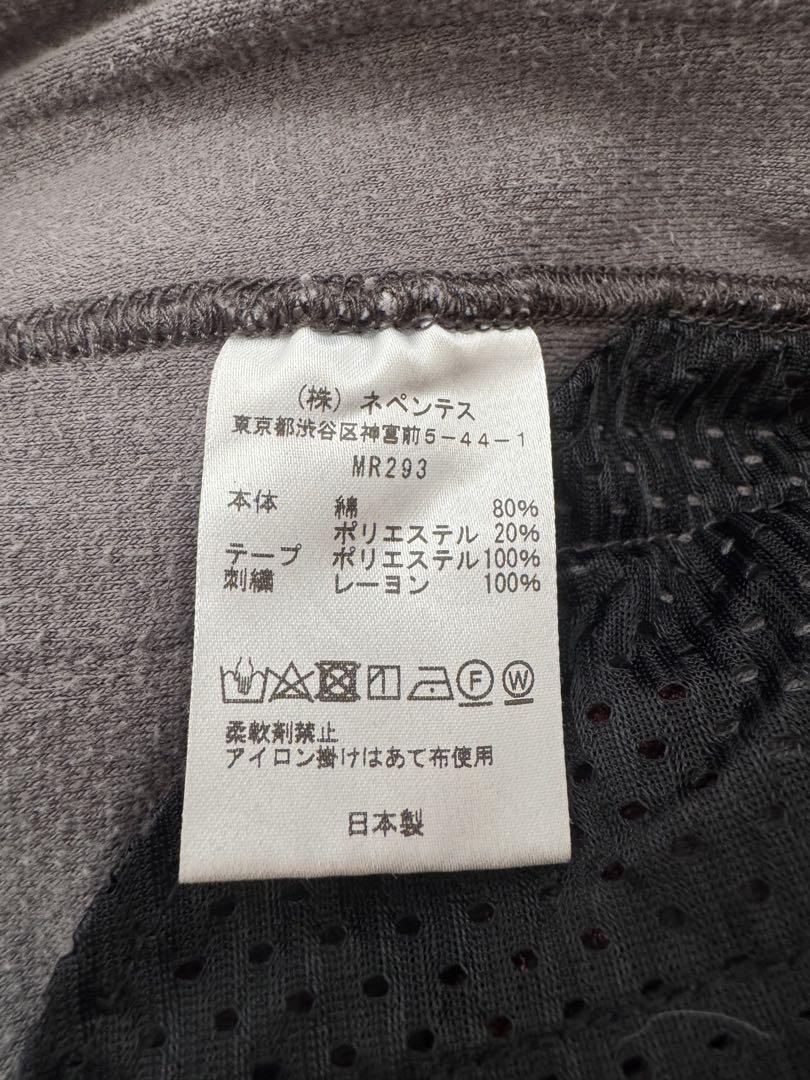 （株）ネペンテス
東京都渋谷区神宮前5-44-1
MR293
本体 綿 80%
ポリエステル 20%
テープ ポリエステル 100%
刺繍 レーヨン 100%
F W
柔軟剤禁止
アイロン掛けはあて布使用
日本製